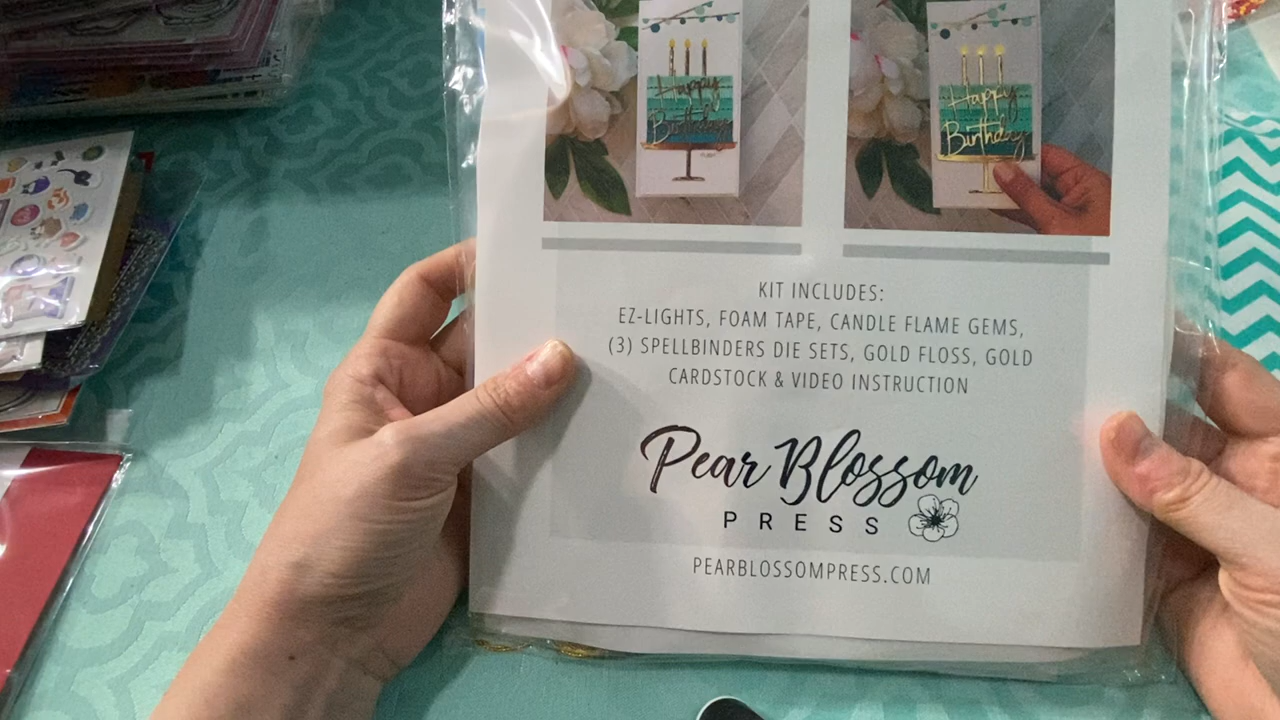 Happy
Birthday
Happy
Birthday
KIT INCLUDES:
EZ-LIGHTS, FOAM TAPE, CANDLE FLAME GEMS,
(3) SPELLBINDERS DIE SETS, GOLD FLOSS, GOLD
CARDSTOCK & VIDEO INSTRUCTION
Pear Blossom
PRESS
PEARBLOSSOMPRESS.COM